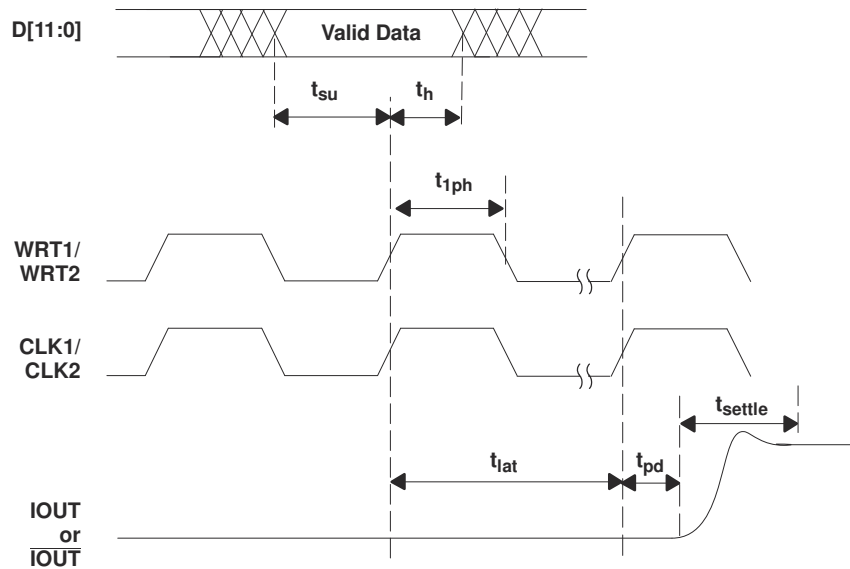 D[11:0]
Valid Data
tsu
th
t1ph
WRT1/
WRT2
CLK1/
CLK2
tsettle
tlat
tpd
IOUT
or
IOUT